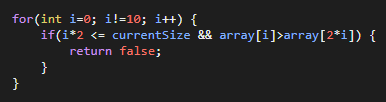 for(int i=0; i!=10; i++) {
    if(i*2 <= currentSize && array[i]>array[2*i]) {
        return false;
    }
}